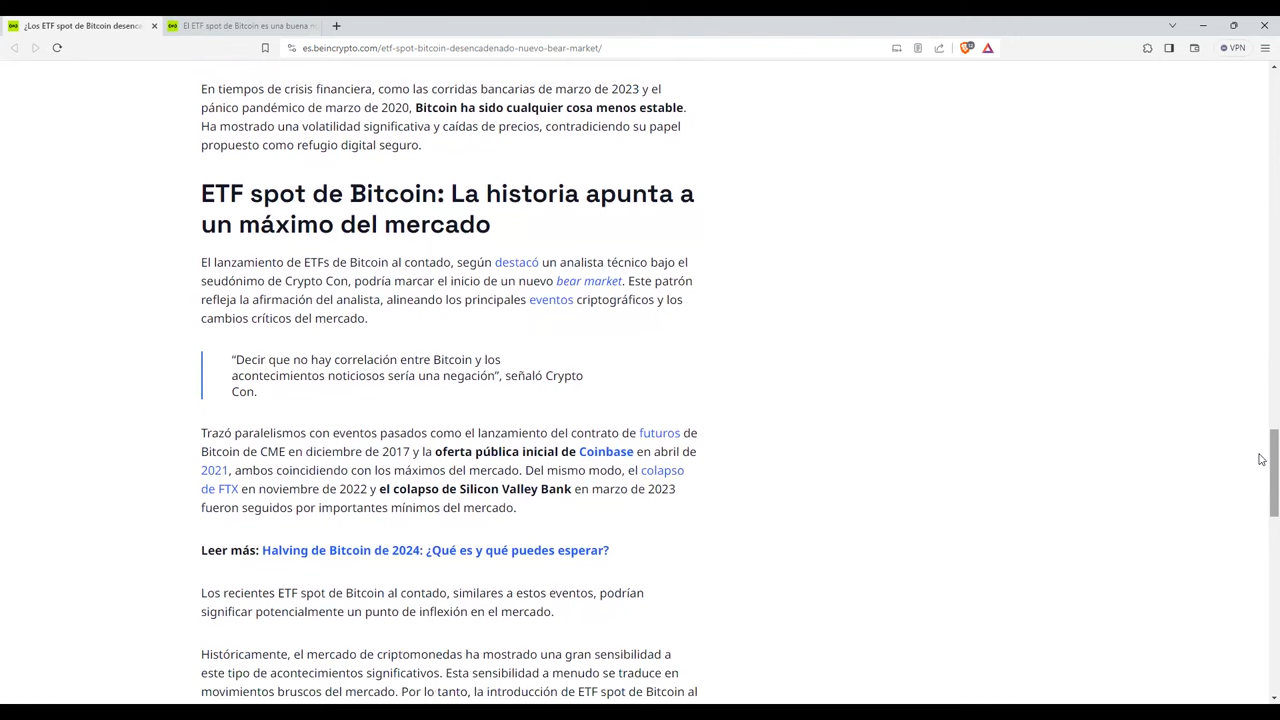 ¿Los ETF spot de Bitcoin desenca
El ETF spot de Bitcoin es una buena n
es.beincrypto.com/etf-spot-bitcoin-desencadenado-nuevo-bear-market/
VPN
En tiempos de crisis financiera, como las corridas bancarias de marzo de 2023 y el
pánico pandémico de marzo de 2020, Bitcoin ha sido cualquier cosa menos estable.
Ha mostrado una volatilidad significativa y caídas de precios, contradiciendo su papel
propuesto como refugio digital seguro.
ETF spot de Bitcoin: La historia apunta a
un máximo del mercado
El lanzamiento de ETFs de Bitcoin al contado, según destacó un analista técnico bajo el
seudónimo de Crypto Con, podría marcar el inicio de un nuevo bear market. Este patrón
refleja la afirmación del analista, alineando los principales eventos criptográficos y los
cambios críticos del mercado.
“Decir que no hay correlación entre Bitcoin y los
acontecimientos noticiosos sería una negación”, señaló Crypto
Con.
Trazó paralelismos con eventos pasados como el lanzamiento del contrato de futuros de
Bitcoin de CME en diciembre de 2017 y la oferta pública inicial de Coinbase en abril de
2021, ambos coincidiendo con los máximos del mercado. Del mismo modo, el colapso
de FTX en noviembre de 2022 y el colapso de Silicon Valley Bank en marzo de 2023
fueron seguidos por importantes mínimos del mercado.
Leer más: Halving de Bitcoin de 2024: ¿Qué es y qué puedes esperar?
Los recientes ETF spot de Bitcoin al contado, similares a estos eventos, podrían
significar potencialmente un punto de inflexión en el mercado.
Históricamente, el mercado de criptomonedas ha mostrado una gran sensibilidad a
este tipo de acontecimientos significativos. Esta sensibilidad a menudo se traduce en
movimientos bruscos del mercado. Por lo tanto, la introducción de ETF spot de Bitcoin al